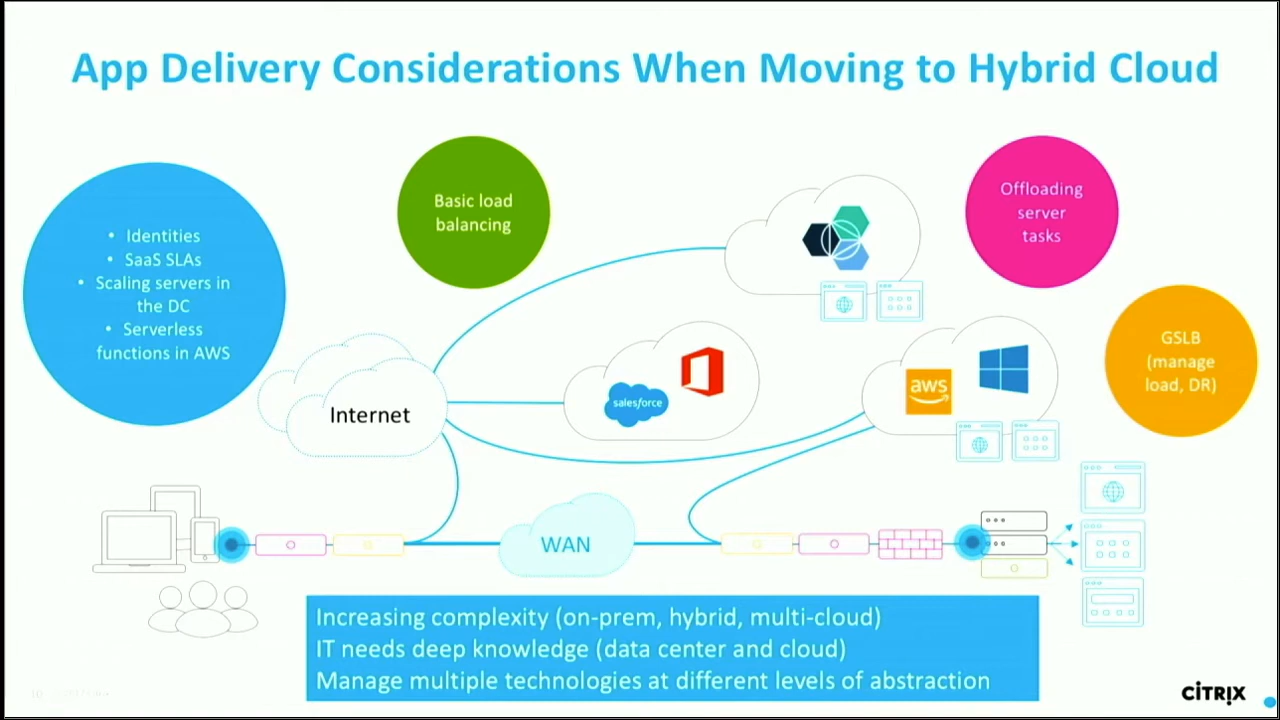 App Delivery Considerations When Moving to Hybrid Cloud
• Identities
• SaaS SLAs
• Scaling servers in
the DC
• Serverless
functions in AWS
Basic load
balancing
Offloading
server
tasks
GSLB
(manage
load, DR)
Internet
salesforce
aws
WAN
Increasing complexity (on-prem, hybrid, multi-cloud)
IT needs deep knowledge (data center and cloud)
Manage multiple technologies at different levels of abstraction
CİTRIX